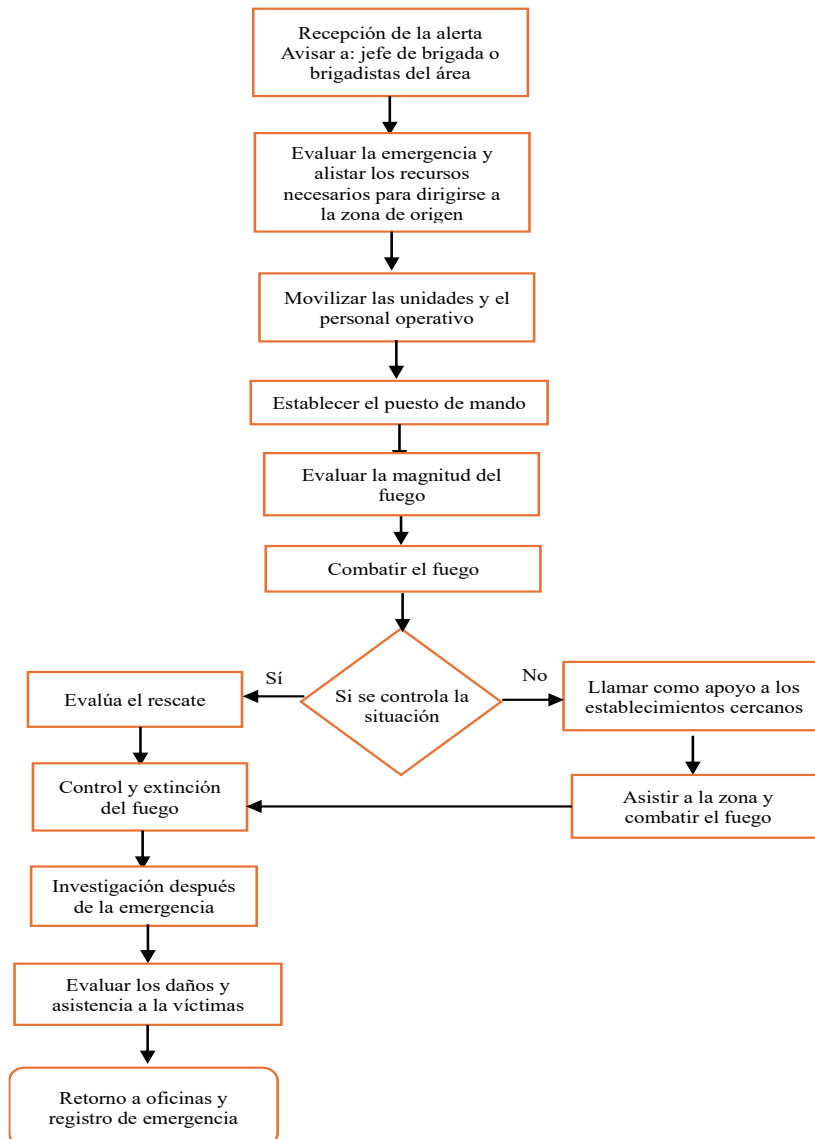 Recepción de la alerta
Avisar a: jefe de brigada o
brigadistas del área
Evaluar la emergencia y
alistar los recursos
necesarios para dirigirse a
la zona de origen
Movilizar las unidades y el
personal operativo
Establecer el puesto de mando
Evaluar la magnitud del
fuego
Combatir el fuego
Si se controla la
situación
Sí
No
Evalúa el rescate
Llamar como apoyo a los
establecimientos cercanos
Control y extinción
del fuego
Asistir a la zona y
combatir el fuego
Investigación después
de la emergencia
Evaluar los daños y
asistencia a la víctimas
Retorno a oficinas y
registro de emergencia